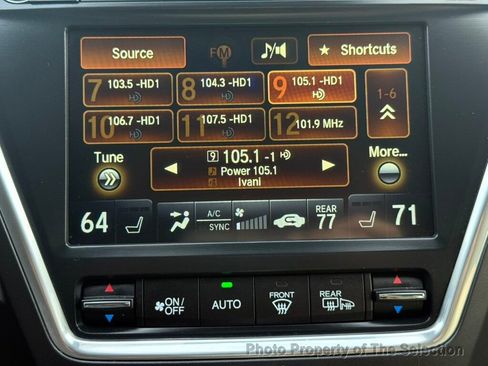 Source
FM
★ Shortcuts
7 103.5 -HD1
8 104.3 -HD1
9 105.1 -HD1
1-6
10 106.7 -HD1
11 107.5 -HD1
12 101.9 MHz
Tune
9 105.1 -1
More...
Power 105.1
Ivani
64
A/C
SYNC
REAR
77
71
ON/
OFF
AUTO
FRONT
REAR
Photo Property of The Selection